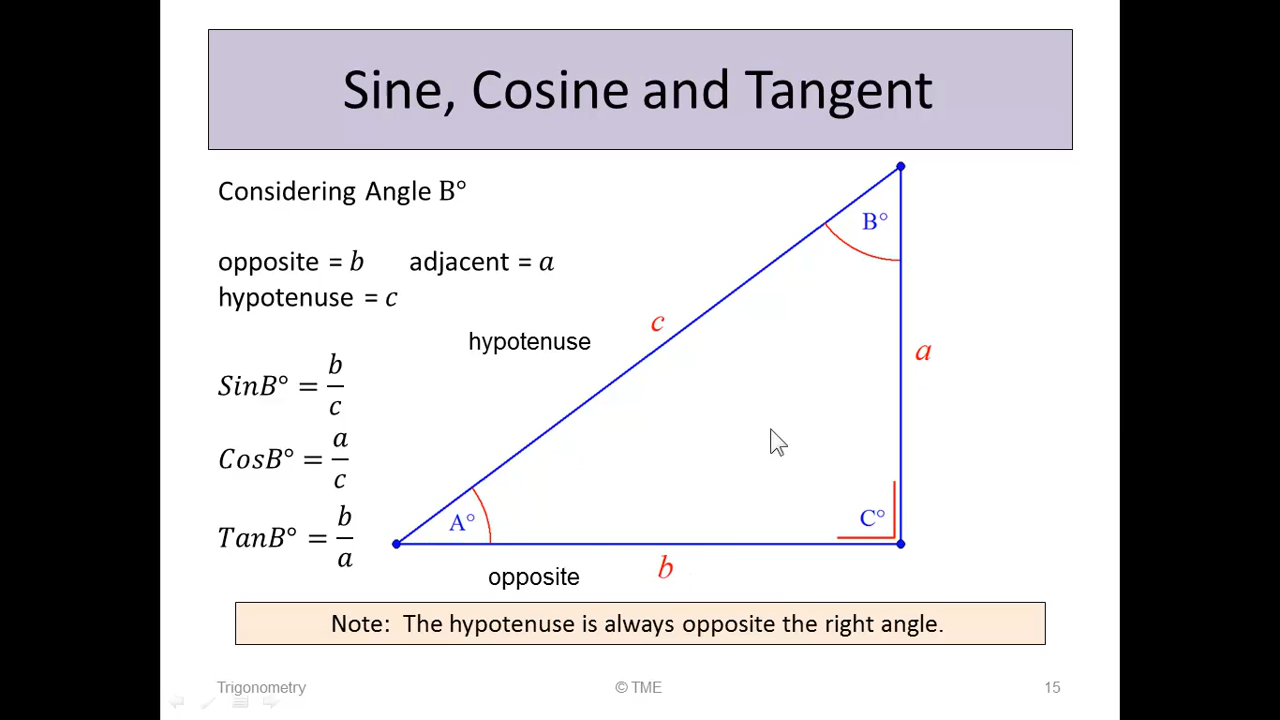 Sine, Cosine and Tangent
Considering Angle B°
opposite = b adjacent = a
hypotenuse = c
SinB° = b/c
CosB° = a/c
TanB° = b/a
B°
c
hypotenuse
a
A°
C°
b
opposite
Note: The hypotenuse is always opposite the right angle.
Trigonometry © TME 15